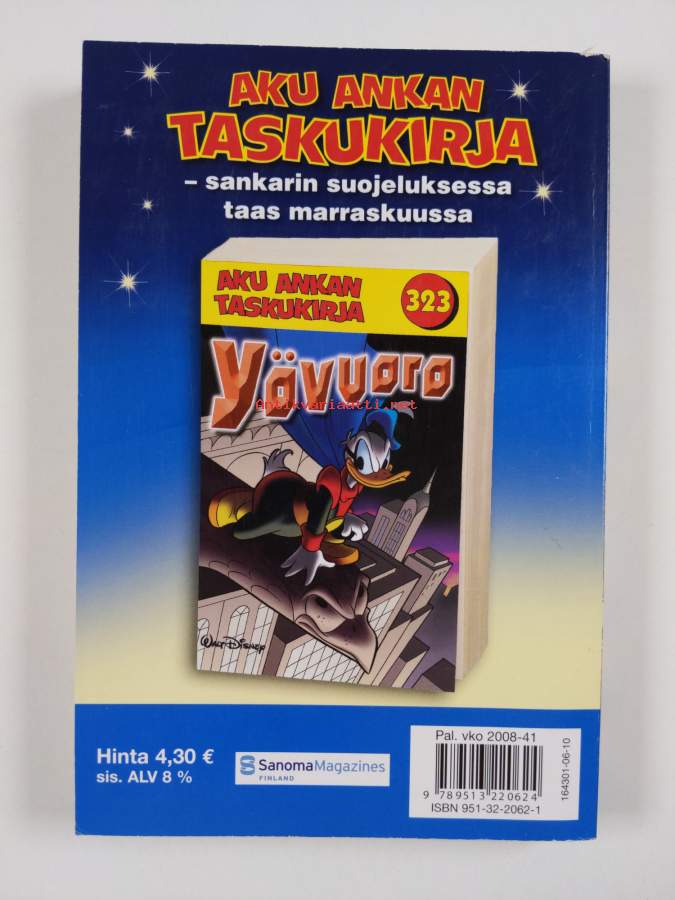 AKU ANKAN
TASKUKIRJA
– sankarin suojeluksessa
taas marraskuussa
AKU ANKAN
TASKUKIRJA
323
Yövuoro
Antikvariaatti.net
WALT DISNEY
Hinta 4,30 €
sis. ALV 8 %
SanomaMagazines
FINLAND
Pal. vko 2008-41
9 789513 220624
ISBN 951-32-2062-1
164301-06-10